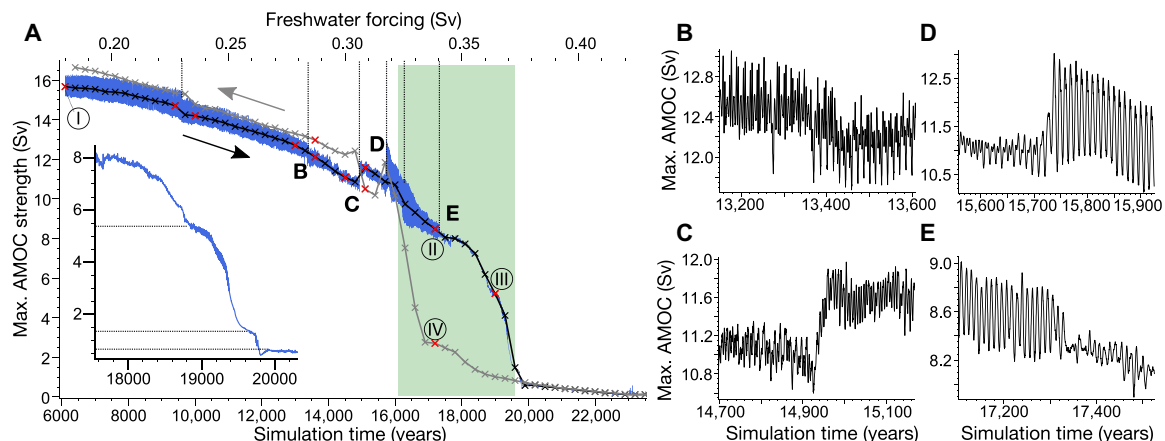 Freshwater forcing (Sv)
0.20 0.25 0.30 0.35 0.40
A
Max. AMOC strength (Sv)
16
14
12
10
8
6
4
2
0
I
B
C
D
E
II
III
IV
8
6
4
2
18000 19000 20000
6000 10,000 12,000 14,000 16,000 18,000 20,000 22,000
Simulation time (years)
B
Max. AMOC (Sv)
12.8
12.4
12.0
13,200 13,400 13,600
D
12.5
11.5
10.5
15,600 15,700 15,800 15,900
C
Max. AMOC (Sv)
12.0
11.6
11.2
10.8
14,700 14,900 15,100
Simulation time (years)
E
9.0
8.6
8.2
17,200 17,400
Simulation time (years)